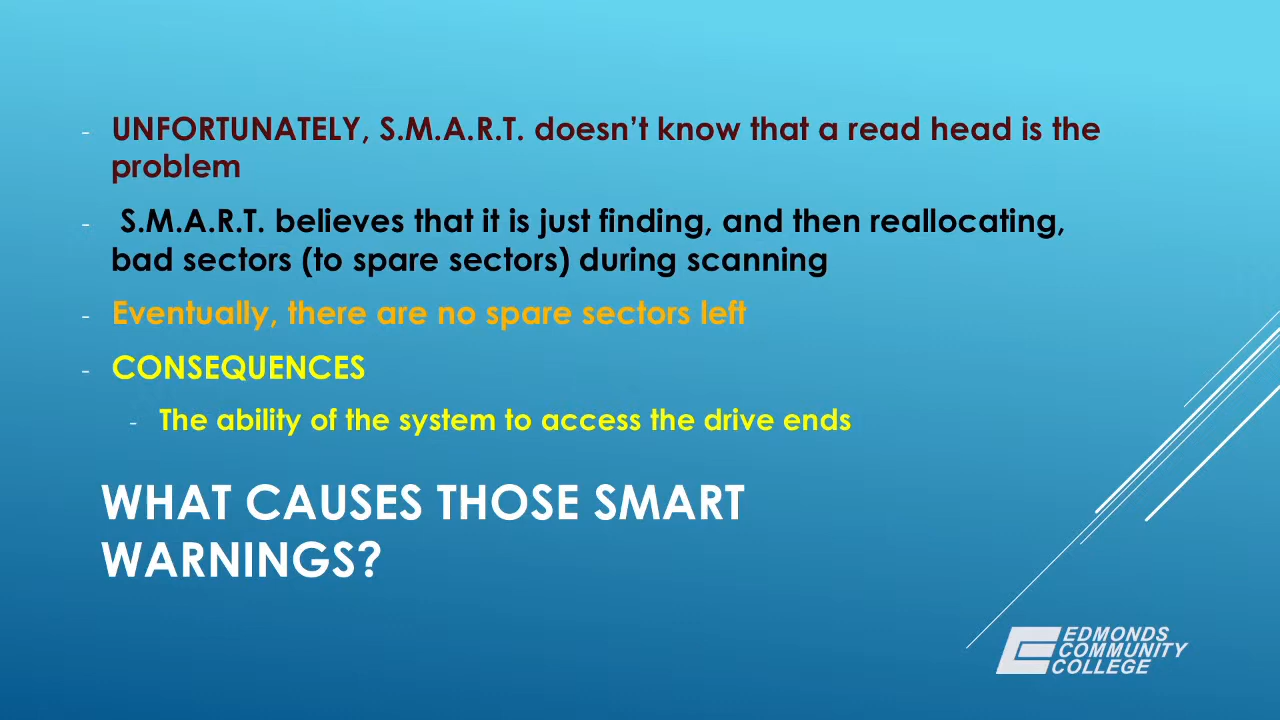 - UNFORTUNATELY, S.M.A.R.T. doesn’t know that a read head is the
problem
- S.M.A.R.T. believes that it is just finding, and then reallocating,
bad sectors (to spare sectors) during scanning
- Eventually, there are no spare sectors left
- CONSEQUENCES
- The ability of the system to access the drive ends
WHAT CAUSES THOSE SMART
WARNINGS?
EDMONDS
COMMUNITY
COLLEGE